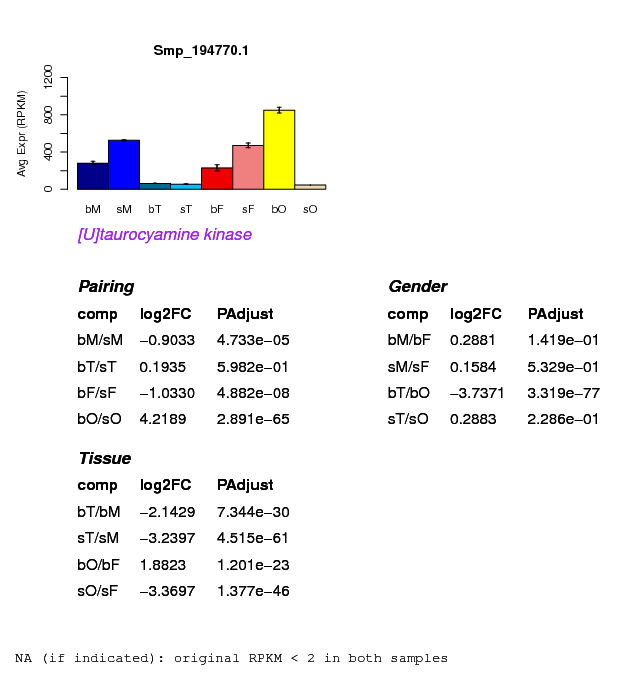 Smp_194770.1
Avg Expr (RPKM)
1200
800
400
0
bM sM bT sT bF sF bO sO
[U]taurocyamine kinase
Pairing
comp log2FC PAdjust
bM/sM −0.9033 4.733e−05
bT/sT 0.1935 5.982e−01
bF/sF −1.0330 4.882e−08
bO/sO 4.2189 2.891e−65
Gender
comp log2FC PAdjust
bM/bF 0.2881 1.419e−01
sM/sF 0.1584 5.329e−01
bT/bO −3.7371 3.319e−77
sT/sO 0.2883 2.286e−01
Tissue
comp log2FC PAdjust
bT/bM −2.1429 7.344e−30
sT/sM −3.2397 4.515e−61
bO/bF 1.8823 1.201e−23
sO/sF −3.3697 1.377e−46
NA (if indicated): original RPKM < 2 in both samples